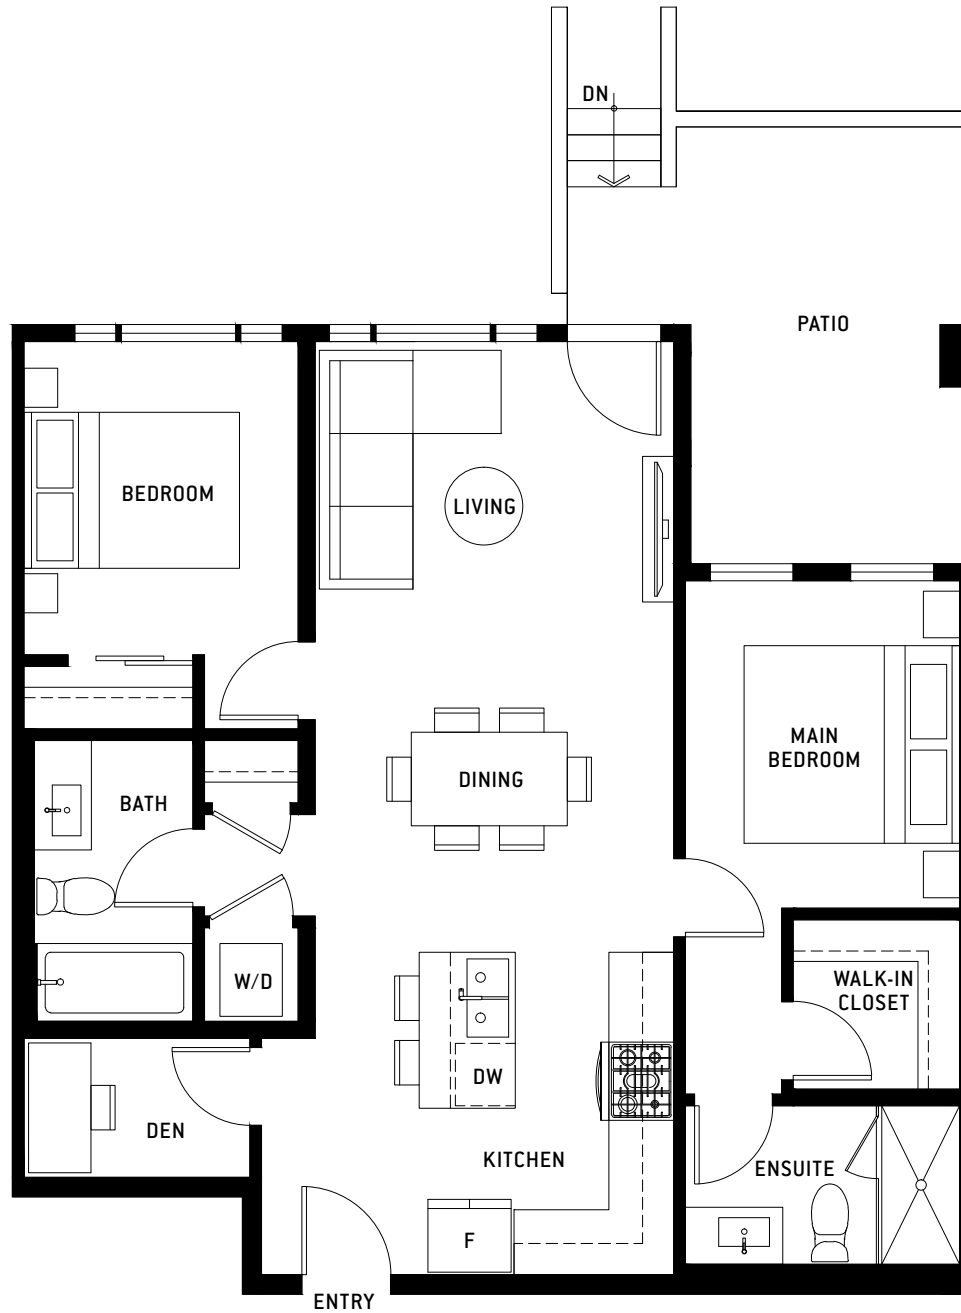 DN
PATIO
BEDROOM
LIVING
MAIN
BEDROOM
DINING
BATH
W/D
WALK-IN
CLOSET
DW
DEN
KITCHEN
ENSUITE
F
ENTRY